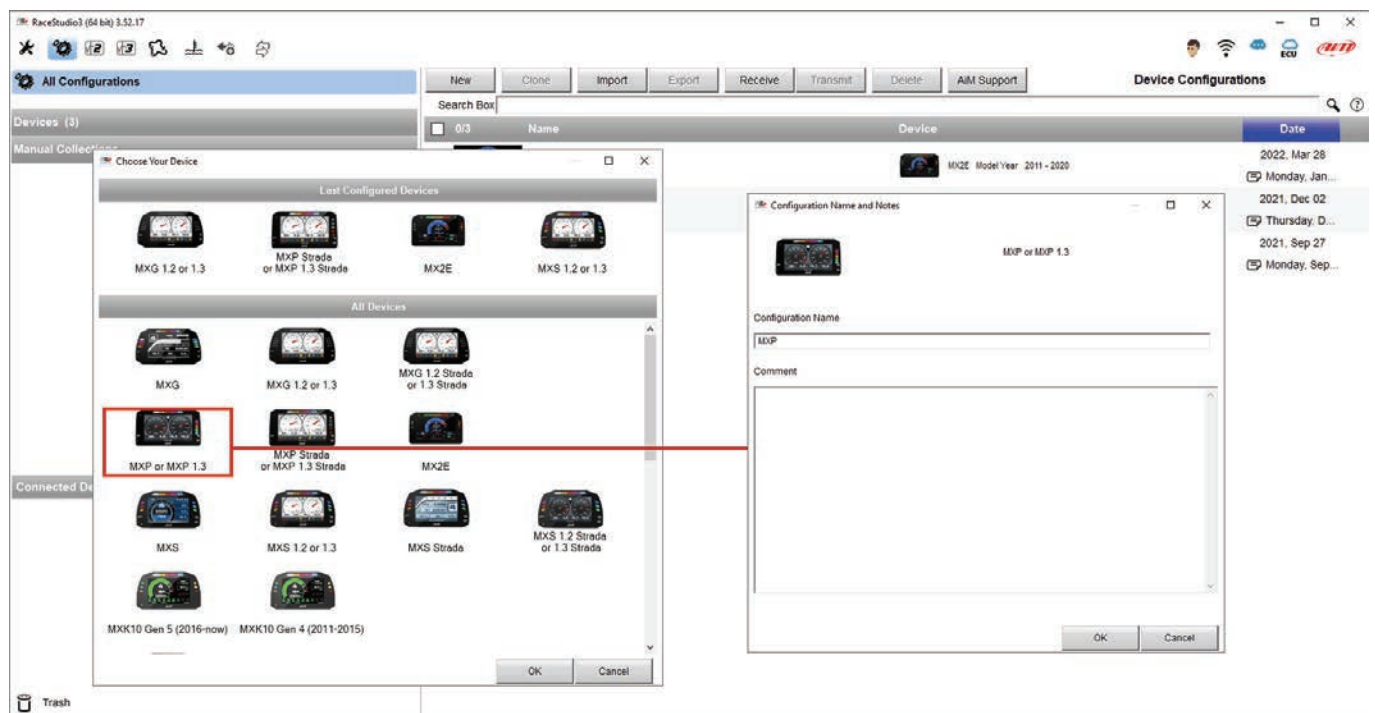 RaceStudio3 (64 bit) 3.52.17
All Configurations
New Clone Import Export Receive Transmit Delete AiM Support
Device Configurations
Search Box
Devices (3)
0/3 Name Device Date
Manual Collections
MX2E Model Year 2011 - 2020
2022, Mar 28
Monday, Jan...
2021, Dec 02
Thursday, D...
2021, Sep 27
Monday, Sep...
Choose Your Device
Last Configured Devices
MXG 1.2 or 1.3
MXP Strada
or MXP 1.3 Strada
MX2E
MXS 1.2 or 1.3
All Devices
MXG
MXG 1.2 or 1.3
MXG 1.2 Strada
or 1.3 Strada
MXP or MXP 1.3
MXP Strada
or MXP 1.3 Strada
MX2E
MXS
MXS 1.2 or 1.3
MXS Strada
MXS 1.2 Strada
or 1.3 Strada
MXK10 Gen 5 (2016-now)
MXK10 Gen 4 (2011-2015)
OK Cancel
Configuration Name and Notes
MXP or MXP 1.3
Configuration Name
MXP
Comment
OK Cancel
Connected De
Trash
ECU
AiM